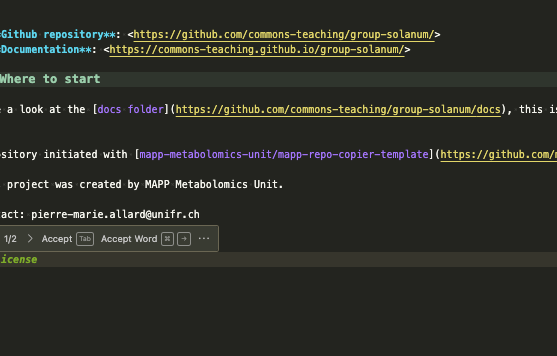 Github repository**: <https://github.com/commons-teaching/group-solanum/>
Documentation**: <https://commons-teaching.github.io/group-solanum/>
Where to start
a look at the [docs folder](https://github.com/commons-teaching/group-solanum/docs), this is
sitory initiated with [mapp-metabolomics-unit/mapp-repo-copier-template](https://github.com/
project was created by MAPP Metabolomics Unit.
tact: pierre-marie.allard@unifr.ch
1/2 > Accept Tab Accept Word ⌘ → ···
icense